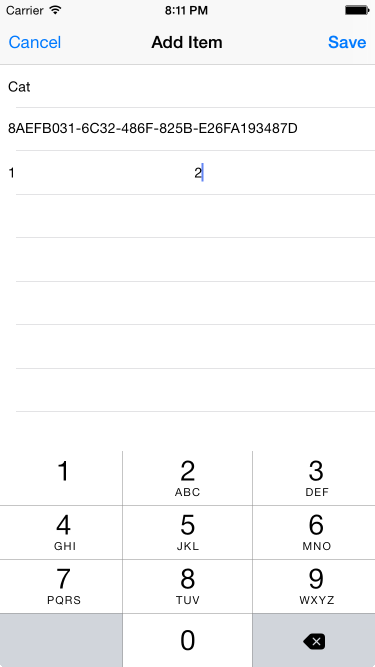 Carrier 8:11 PM
Cancel Add Item Save
Cat
8AEFB031-6C32-486F-825B-E26FA193487D
1 2
1 2 3
ABC DEF
4 5 6
GHI JKL MNO
7 8 9
PQRS TUV WXYZ
0